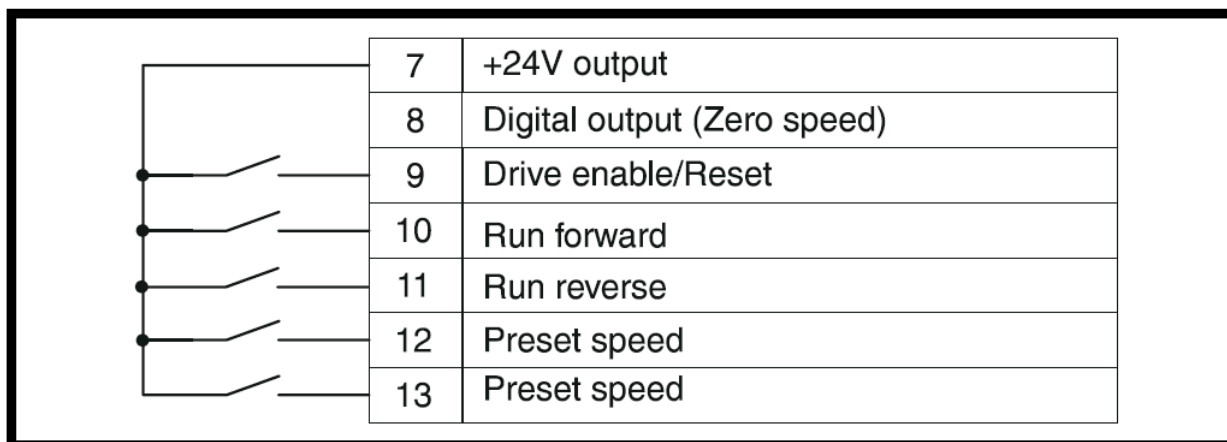 7 +24V output
8 Digital output (Zero speed)
9 Drive enable/Reset
10 Run forward
11 Run reverse
12 Preset speed
13 Preset speed